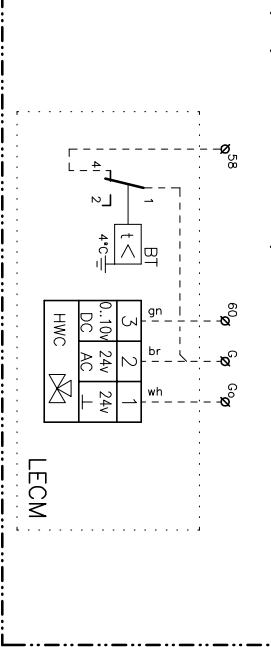 58 60 G G₀
1 BT gn br wh
t < 3 2 1
4 2 4°C 0..10v 24v 24v
DC AC ⊥
HWC
LECM